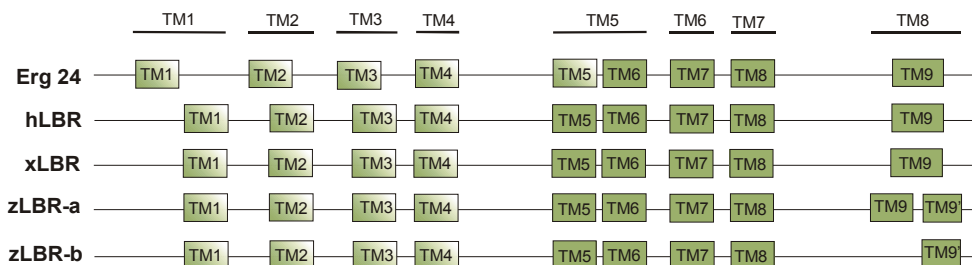 TM1 TM2 TM3 TM4 TM5 TM6 TM7 TM8
Erg 24 TM1 TM2 TM3 TM4 TM5 TM6 TM7 TM8 TM9
hLBR TM1 TM2 TM3 TM4 TM5 TM6 TM7 TM8 TM9
xLBR TM1 TM2 TM3 TM4 TM5 TM6 TM7 TM8 TM9
zLBR-a TM1 TM2 TM3 TM4 TM5 TM6 TM7 TM8 TM9 TM9'
zLBR-b TM1 TM2 TM3 TM4 TM5 TM6 TM7 TM8 TM9'